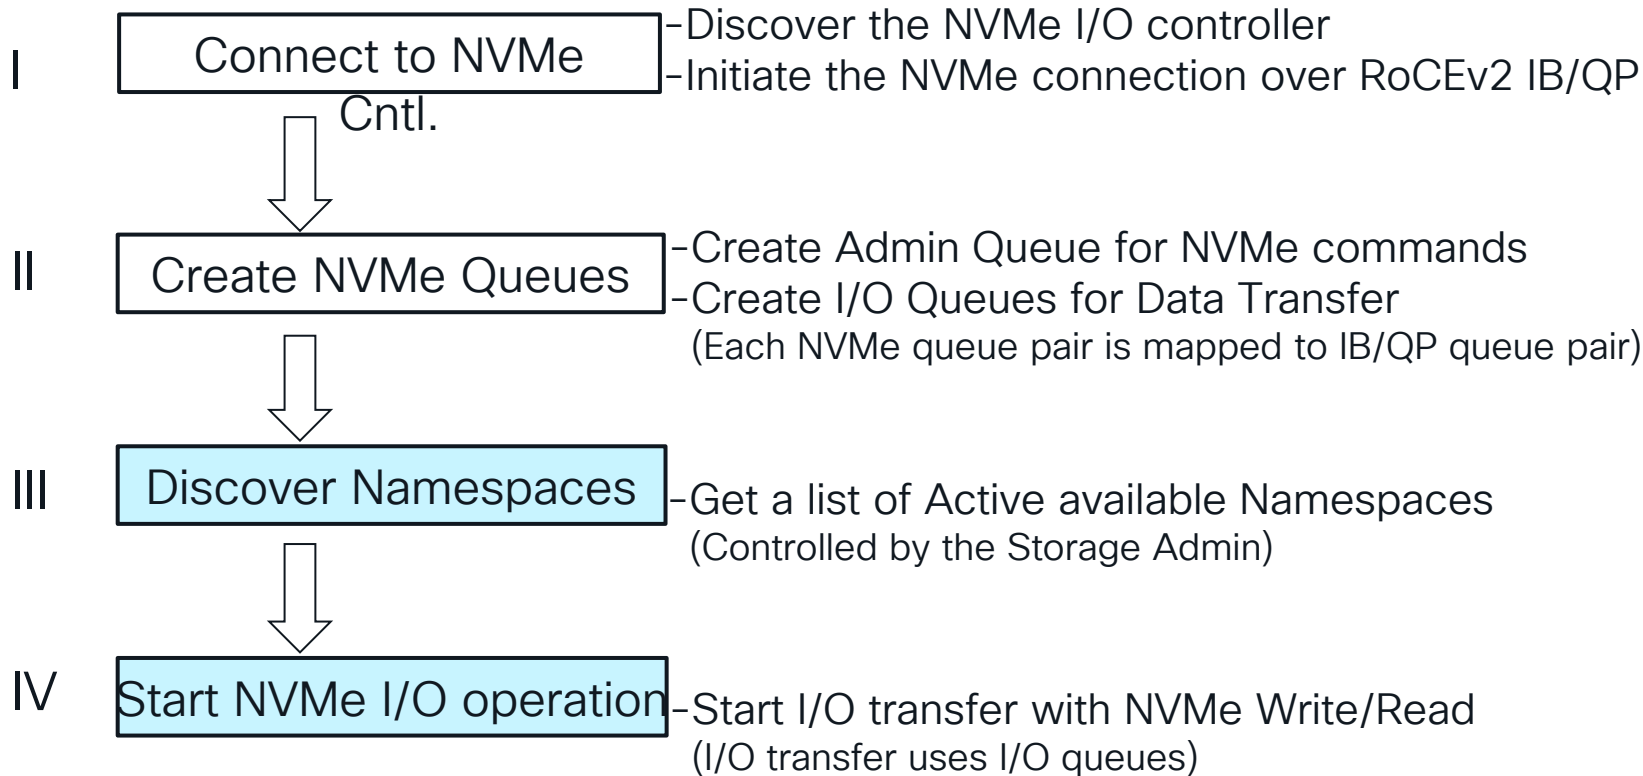 I
Connect to NVMe
Cntl.
-Discover the NVMe I/O controller
-Initiate the NVMe connection over RoCEv2 IB/QP
II
Create NVMe Queues
-Create Admin Queue for NVMe commands
-Create I/O Queues for Data Transfer
(Each NVMe queue pair is mapped to IB/QP queue pair)
III
Discover Namespaces
-Get a list of Active available Namespaces
(Controlled by the Storage Admin)
IV
Start NVMe I/O operation
-Start I/O transfer with NVMe Write/Read
(I/O transfer uses I/O queues)